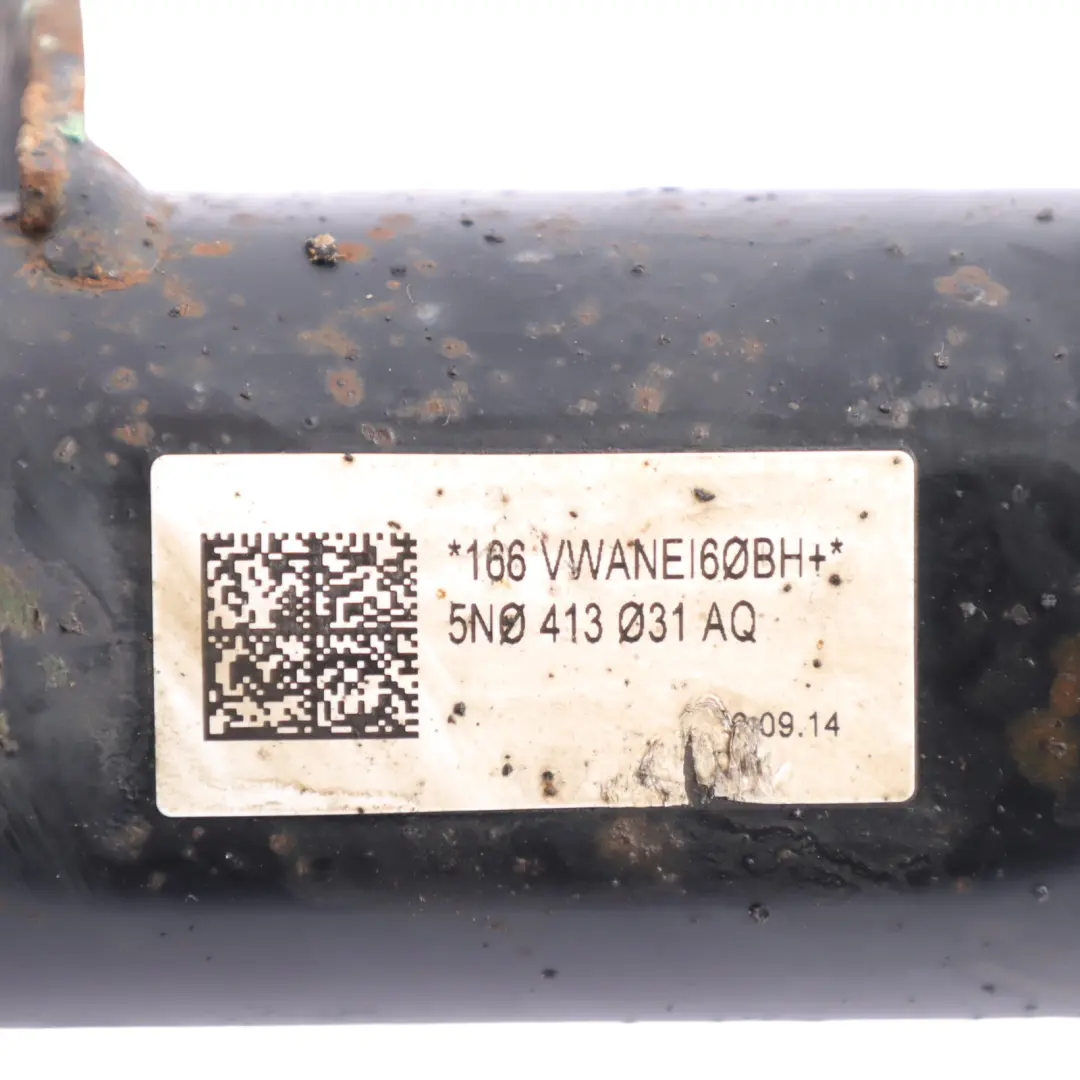 *166 VWANEI6ØBH+*
5NØ 413 Ø31 AQ
09.14